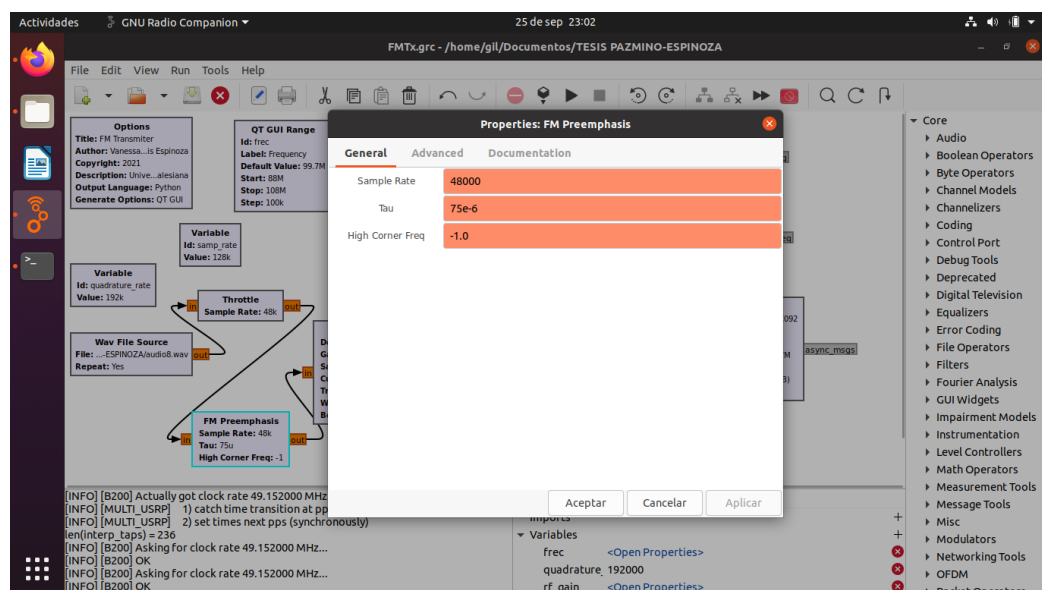 Actividades
GNU Radio Companion
25 de sep 23:02
FMTx.grc - /home/gil/Documentos/TESIS PAZMINO-ESPINOZA
File Edit View Run Tools Help
Options
Title: FM Transmiter
Author: Vanessa...is Espinoza
Copyright: 2021
Description: Unive...alesiana
Output Language: Python
Generate Options: QT GUI
QT GUI Range
Id: frec
Label: Frequency
Default Value: 99.7M
Start: 88M
Stop: 108M
Step: 100k
Variable
Id: samp_rate
Value: 128k
Variable
Id: quadrature_rate
Value: 192k
Throttle
Sample Rate: 48k
in
out
Wav File Source
File: ...-ESPINOZA/audio8.wav
Repeat: Yes
out
in
FM Preemphasis
Sample Rate: 48k
Tau: 75u
High Corner Freq: -1
in
out
async_msgs
Properties: FM Preemphasis
General Advanced Documentation
Sample Rate 48000
Tau 75e-6
High Corner Freq -1.0
Aceptar Cancelar Aplicar
[INFO] [B200] Actually got clock rate 49.152000 MHz
[INFO] [MULTI_USRP] 1) catch time transition at pp
[INFO] [MULTI_USRP] 2) set times next pps (synchronously)
len(interp_taps) = 236
[INFO] [B200] Asking for clock rate 49.152000 MHz...
[INFO] [B200] OK
[INFO] [B200] Asking for clock rate 49.152000 MHz...
[INFO] [B200] OK
Imports
Variables
frec <Open Properties>
quadrature_ 192000
rf_gain <Open Properties>
Core
Audio
Boolean Operators
Byte Operators
Channel Models
Channelizers
Coding
Control Port
Debug Tools
Deprecated
Digital Television
Equalizers
Error Coding
File Operators
Filters
Fourier Analysis
GUI Widgets
Impairment Models
Instrumentation
Level Controllers
Math Operators
Measurement Tools
Message Tools
Misc
Modulators
Networking Tools
OFDM